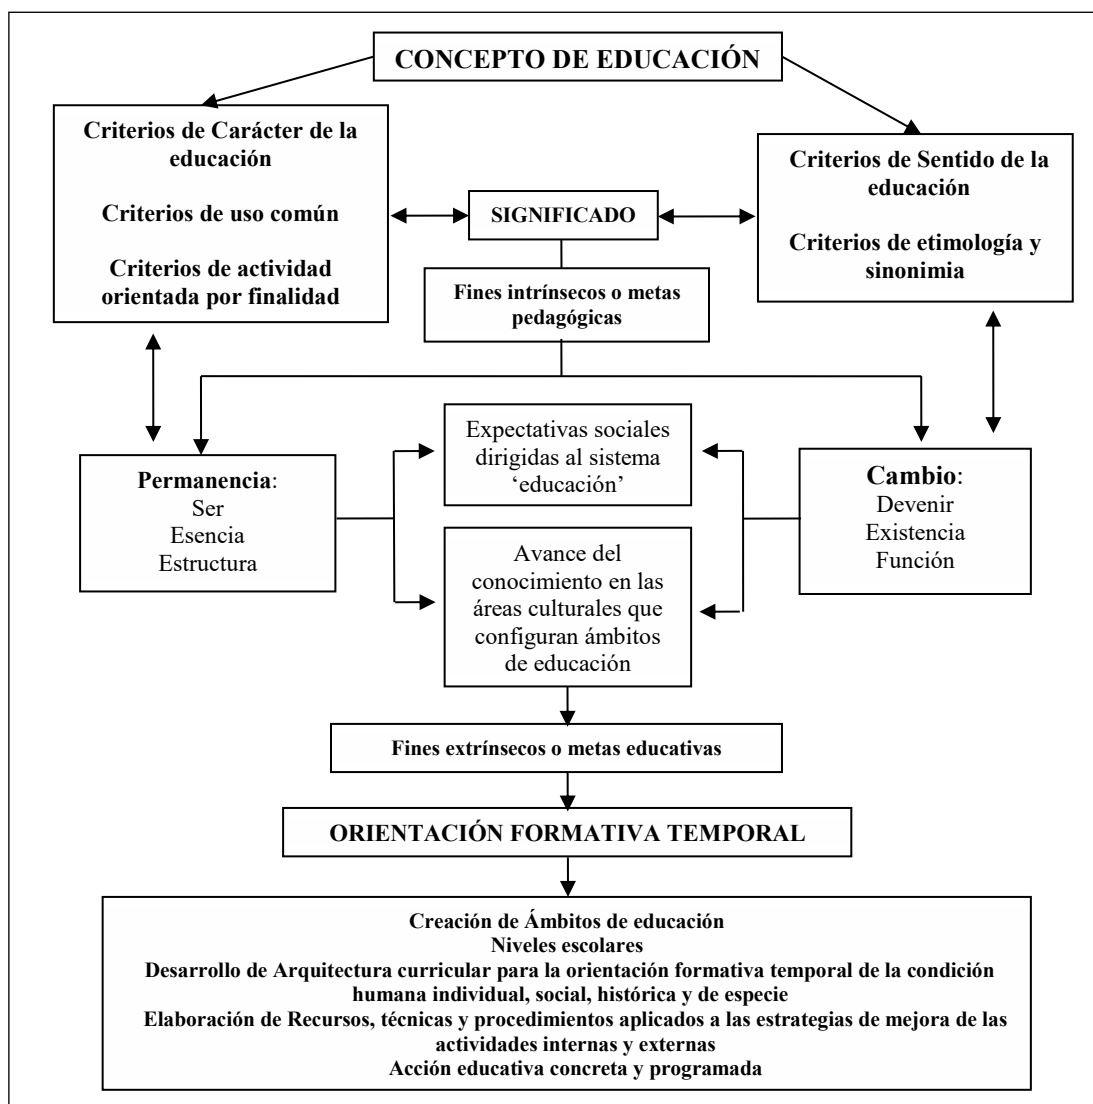 CONCEPTO DE EDUCACIÓN
Criterios de Carácter de la
educación
Criterios de uso común
Criterios de actividad
orientada por finalidad
SIGNIFICADO
Criterios de Sentido de la
educación
Criterios de etimología y
sinonimia
Fines intrínsecos o metas
pedagógicas
Permanencia:
Ser
Esencia
Estructura
Expectativas sociales
dirigidas al sistema
‘educación’
Avance del
conocimiento en las
áreas culturales que
configuran ámbitos
de educación
Cambio:
Devenir
Existencia
Función
Fines extrínsecos o metas educativas
ORIENTACIÓN FORMATIVA TEMPORAL
Creación de Ámbitos de educación
Niveles escolares
Desarrollo de Arquitectura curricular para la orientación formativa temporal de la condición
humana individual, social, histórica y de especie
Elaboración de Recursos, técnicas y procedimientos aplicados a las estrategias de mejora de las
actividades internas y externas
Acción educativa concreta y programada